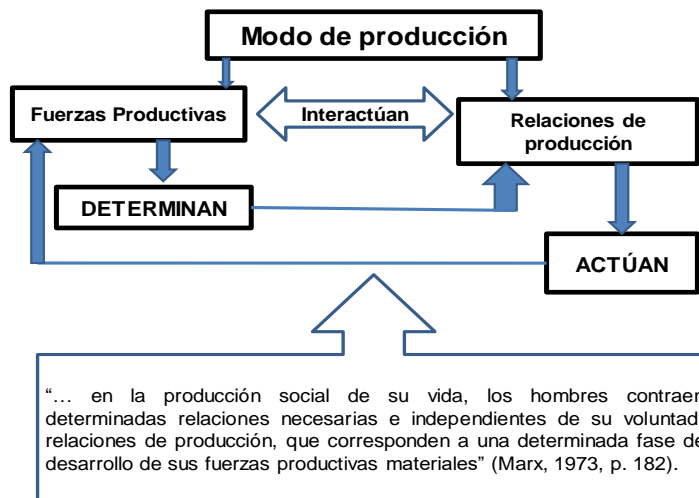 Modo de producción
Fuerzas Productivas
Interactúan
Relaciones de
producción
DETERMINAN
ACTÚAN
“… en la producción social de su vida, los hombres contraen
determinadas relaciones necesarias e independientes de su voluntad
relaciones de producción, que corresponden a una determinada fase de
desarrollo de sus fuerzas productivas materiales” (Marx, 1973, p. 182).